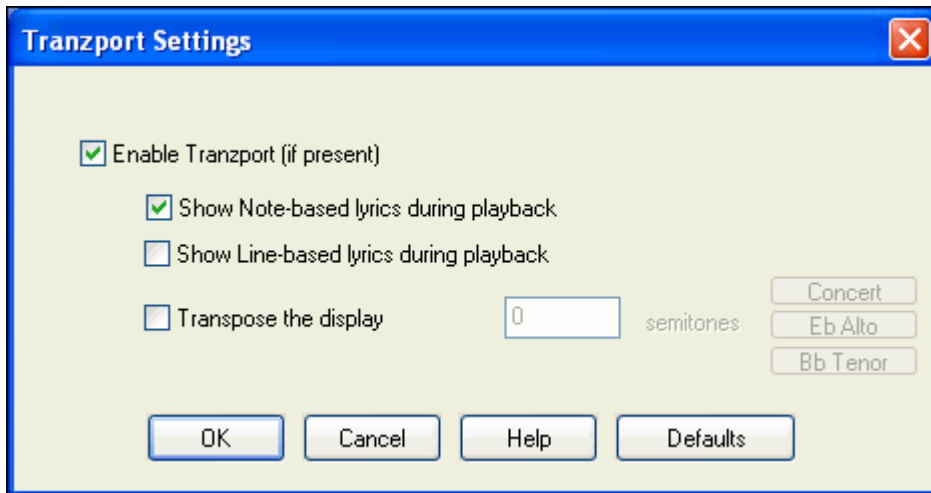 Tranzport Settings
Enable Tranzport (if present)
Show Note-based lyrics during playback
Show Line-based lyrics during playback
Transpose the display 0 semitones
Concert
Eb Alto
Bb Tenor
OK Cancel Help Defaults